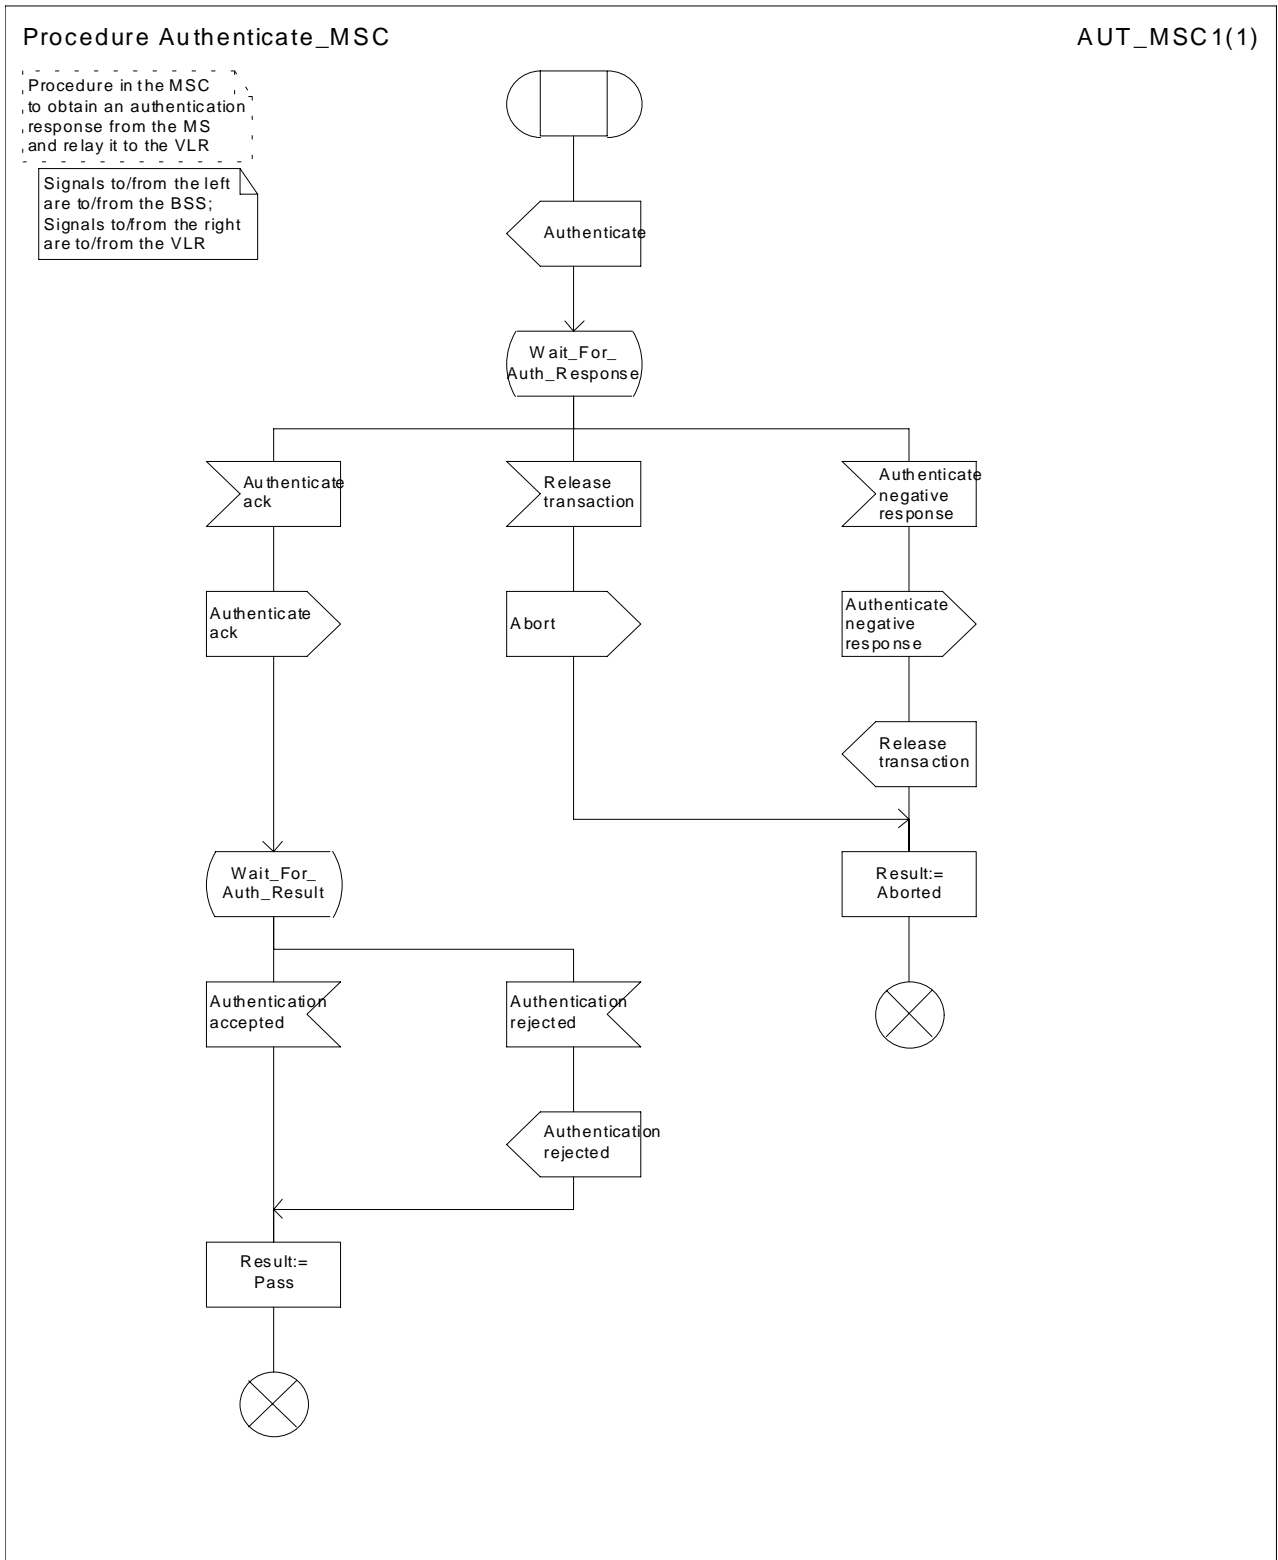 Procedure Authenticate_MSC
AUT_MSC1(1)
Procedure in the MSC
to obtain an authentication
response from the MS
and relay it to the VLR
Signals to/from the left
are to/from the BSS;
Signals to/from the right
are to/from the VLR
Authenticate
Wait_For_
Auth_Response
Authenticate
ack
Release
transaction
Authenticate
negative
response
Authenticate
ack
Abort
Authenticate
negative
response
Release
transaction
Wait_For_
Auth_Result
Result:=
Aborted
Authentication
accepted
Authentication
rejected
Authentication
rejected
Result:=
Pass